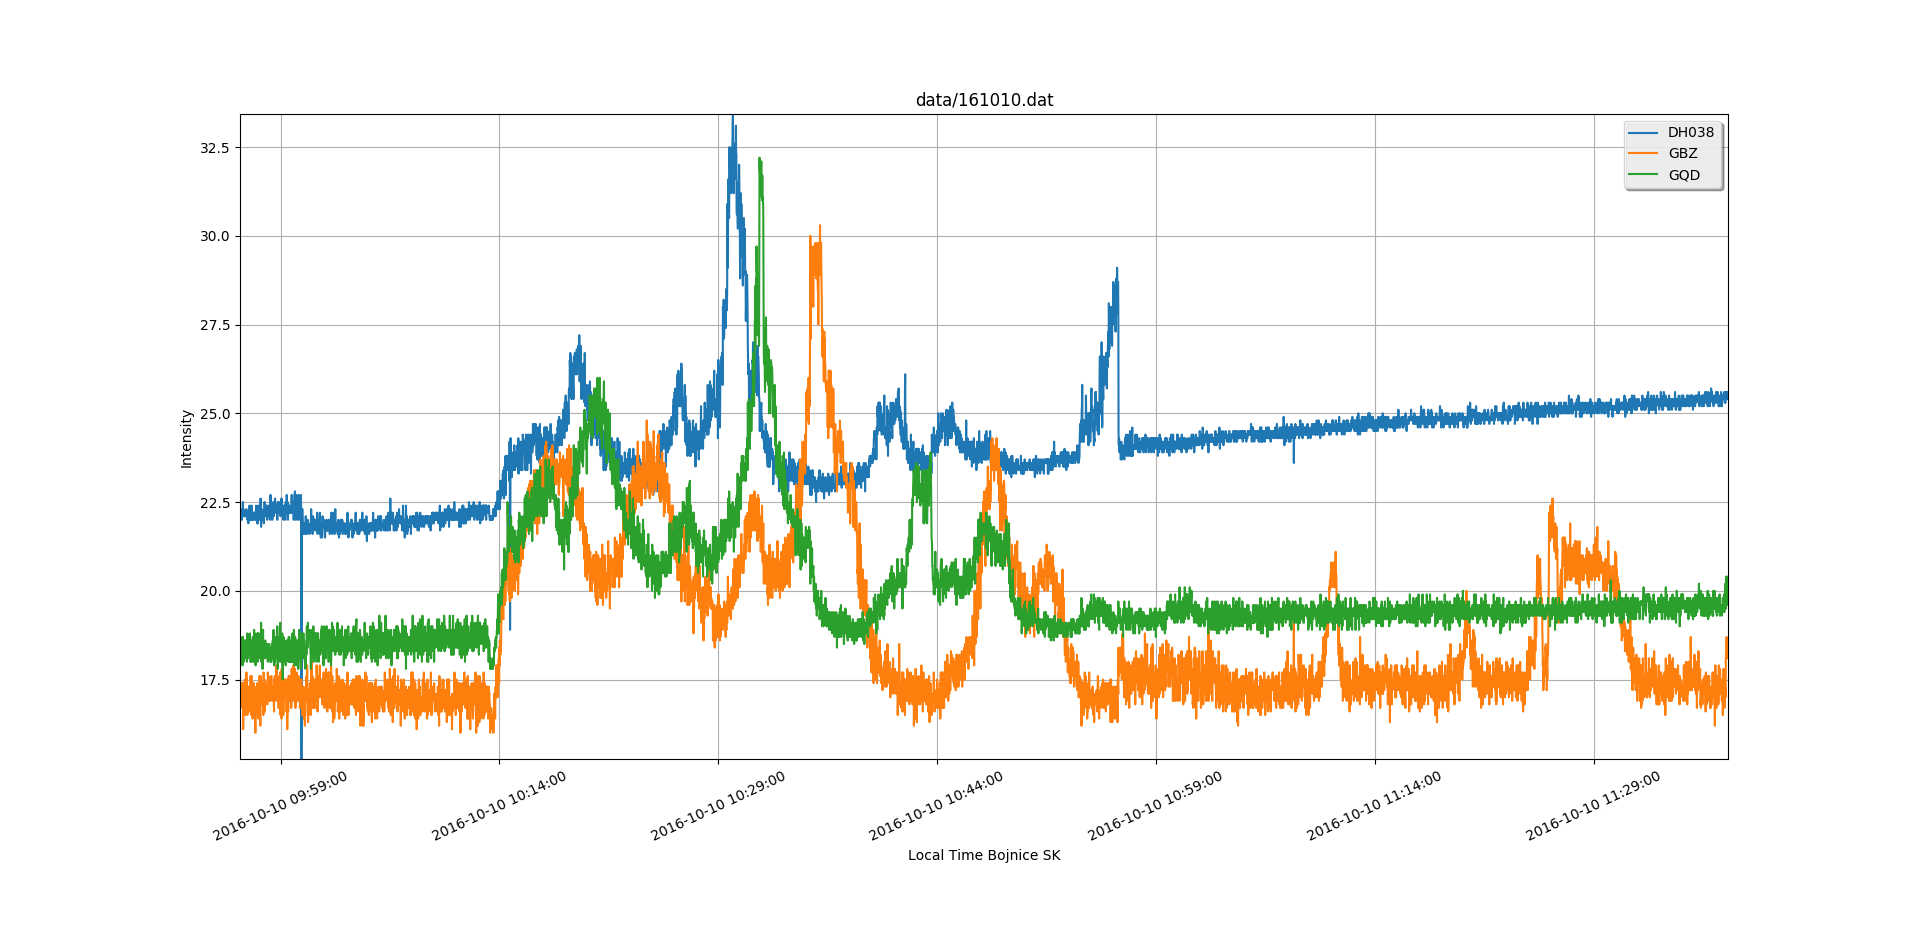 data/161010.dat
DH038
GBZ
GQD
32.5
30.0
27.5
25.0
22.5
20.0
17.5
Intensity
2016-10-10 09:59:00
2016-10-10 10:14:00
2016-10-10 10:29:00
2016-10-10 10:44:00
2016-10-10 10:59:00
2016-10-10 11:14:00
2016-10-10 11:29:00
Local Time Bojnice SK